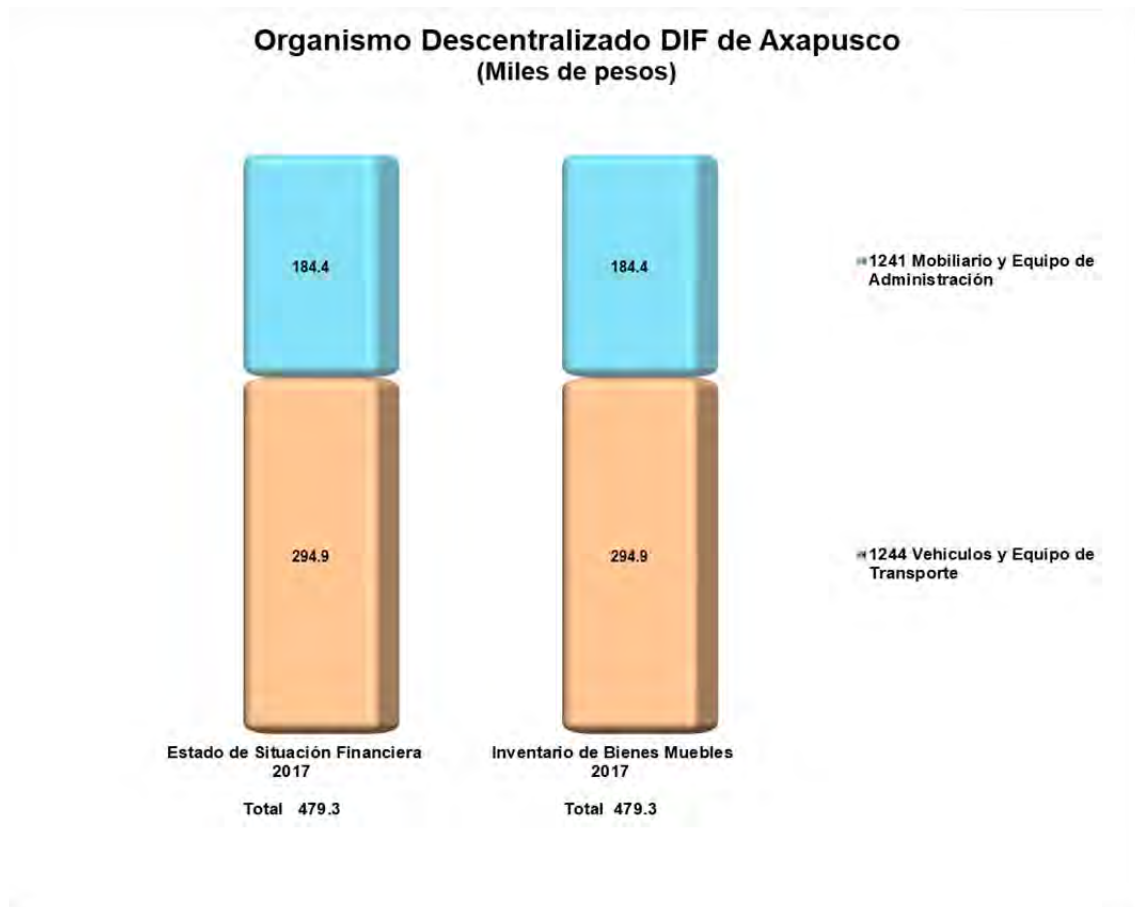 Organismo Descentralizado DIF de Axapusco
(Miles de pesos)
184.4
184.4
1241 Mobiliario y Equipo de
Administración
294.9
294.9
1244 Vehiculos y Equipo de
Transporte
Estado de Situación Financiera
2017
Inventario de Bienes Muebles
2017
Total 479.3
Total 479.3